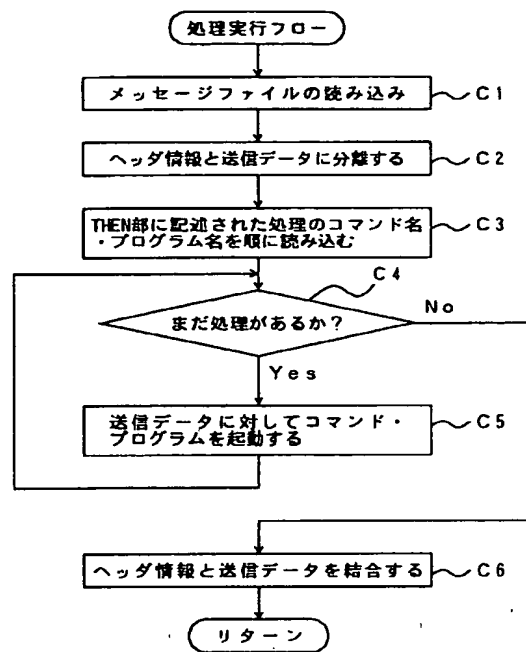 処理実行フロー
メッセージファイルの読み込み
C1
ヘッダ情報と送信データに分離する
C2
THEN部に記述された処理のコマンド名
・プログラム名を順に読み込む
C3
C4
まだ処理があるか?
No
Yes
送信データに対してコマンド・
プログラムを起動する
C5
ヘッダ情報と送信データを結合する
C6
リターン